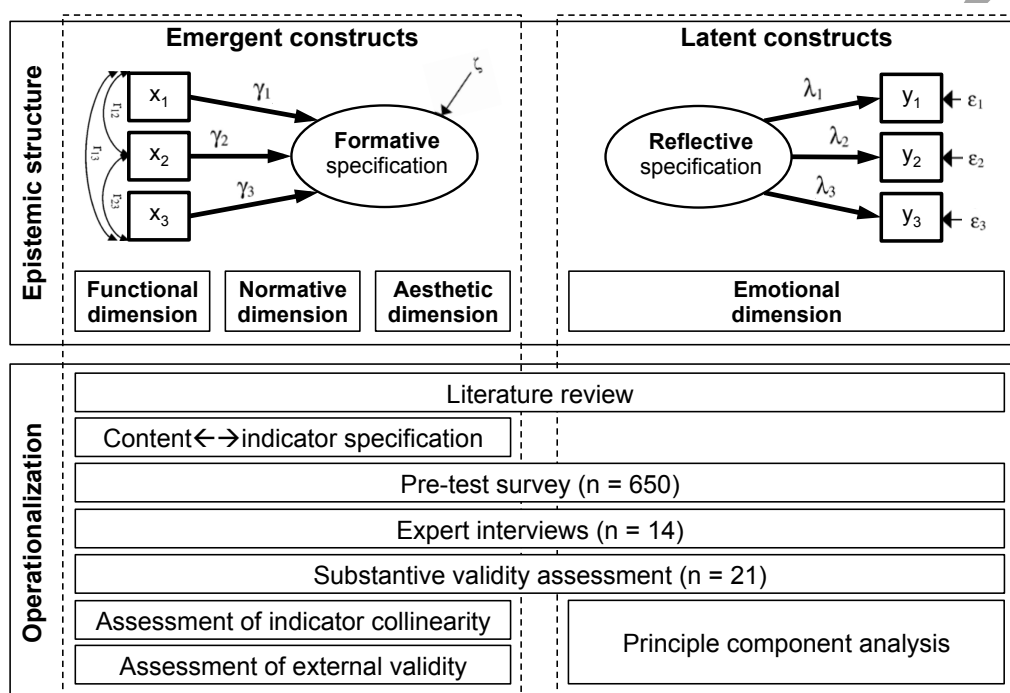 Emergent constructs
Latent constructs
Epistemic structure
x1
x2
x3
r12
r13
r23
γ1
γ2
γ3
ζ
Formative
specification
Reflective
specification
λ1
λ2
λ3
y1
y2
y3
ε1
ε2
ε3
Functional
dimension
Normative
dimension
Aesthetic
dimension
Emotional
dimension
Operationalization
Literature review
Content←→indicator specification
Pre-test survey (n = 650)
Expert interviews (n = 14)
Substantive validity assessment (n = 21)
Assessment of indicator collinearity
Assessment of external validity
Principle component analysis